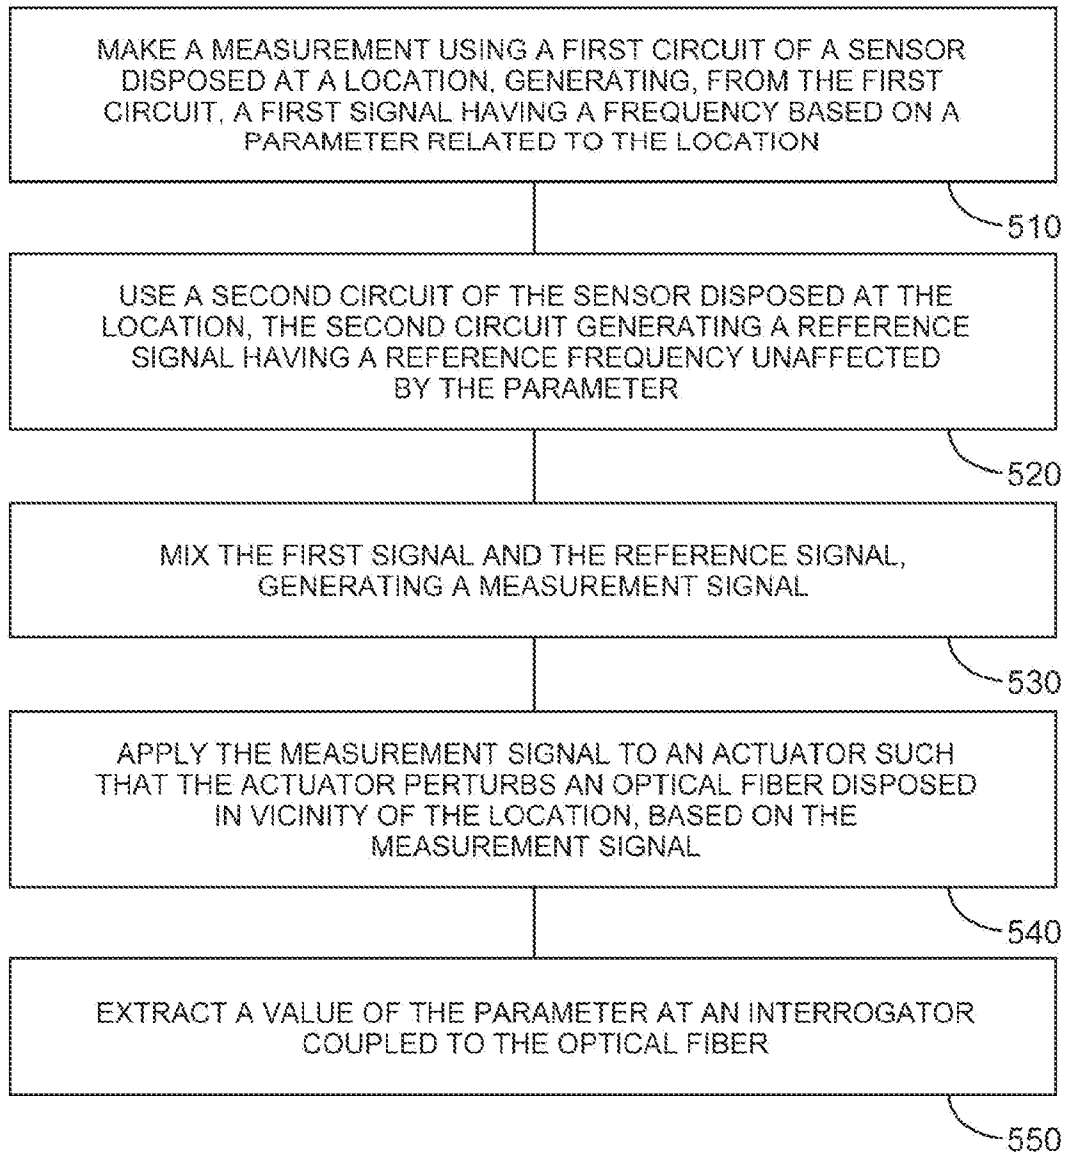 MAKE A MEASUREMENT USING A FIRST CIRCUIT OF A SENSOR
DISPOSED AT A LOCATION, GENERATING, FROM THE FIRST
CIRCUIT, A FIRST SIGNAL HAVING A FREQUENCY BASED ON A
PARAMETER RELATED TO THE LOCATION
510
USE A SECOND CIRCUIT OF THE SENSOR DISPOSED AT THE
LOCATION, THE SECOND CIRCUIT GENERATING A REFERENCE
SIGNAL HAVING A REFERENCE FREQUENCY UNAFFECTED
BY THE PARAMETER
520
MIX THE FIRST SIGNAL AND THE REFERENCE SIGNAL,
GENERATING A MEASUREMENT SIGNAL
530
APPLY THE MEASUREMENT SIGNAL TO AN ACTUATOR SUCH
THAT THE ACTUATOR PERTURBS AN OPTICAL FIBER DISPOSED
IN VICINITY OF THE LOCATION, BASED ON THE
MEASUREMENT SIGNAL
540
EXTRACT A VALUE OF THE PARAMETER AT AN INTERROGATOR
COUPLED TO THE OPTICAL FIBER
550